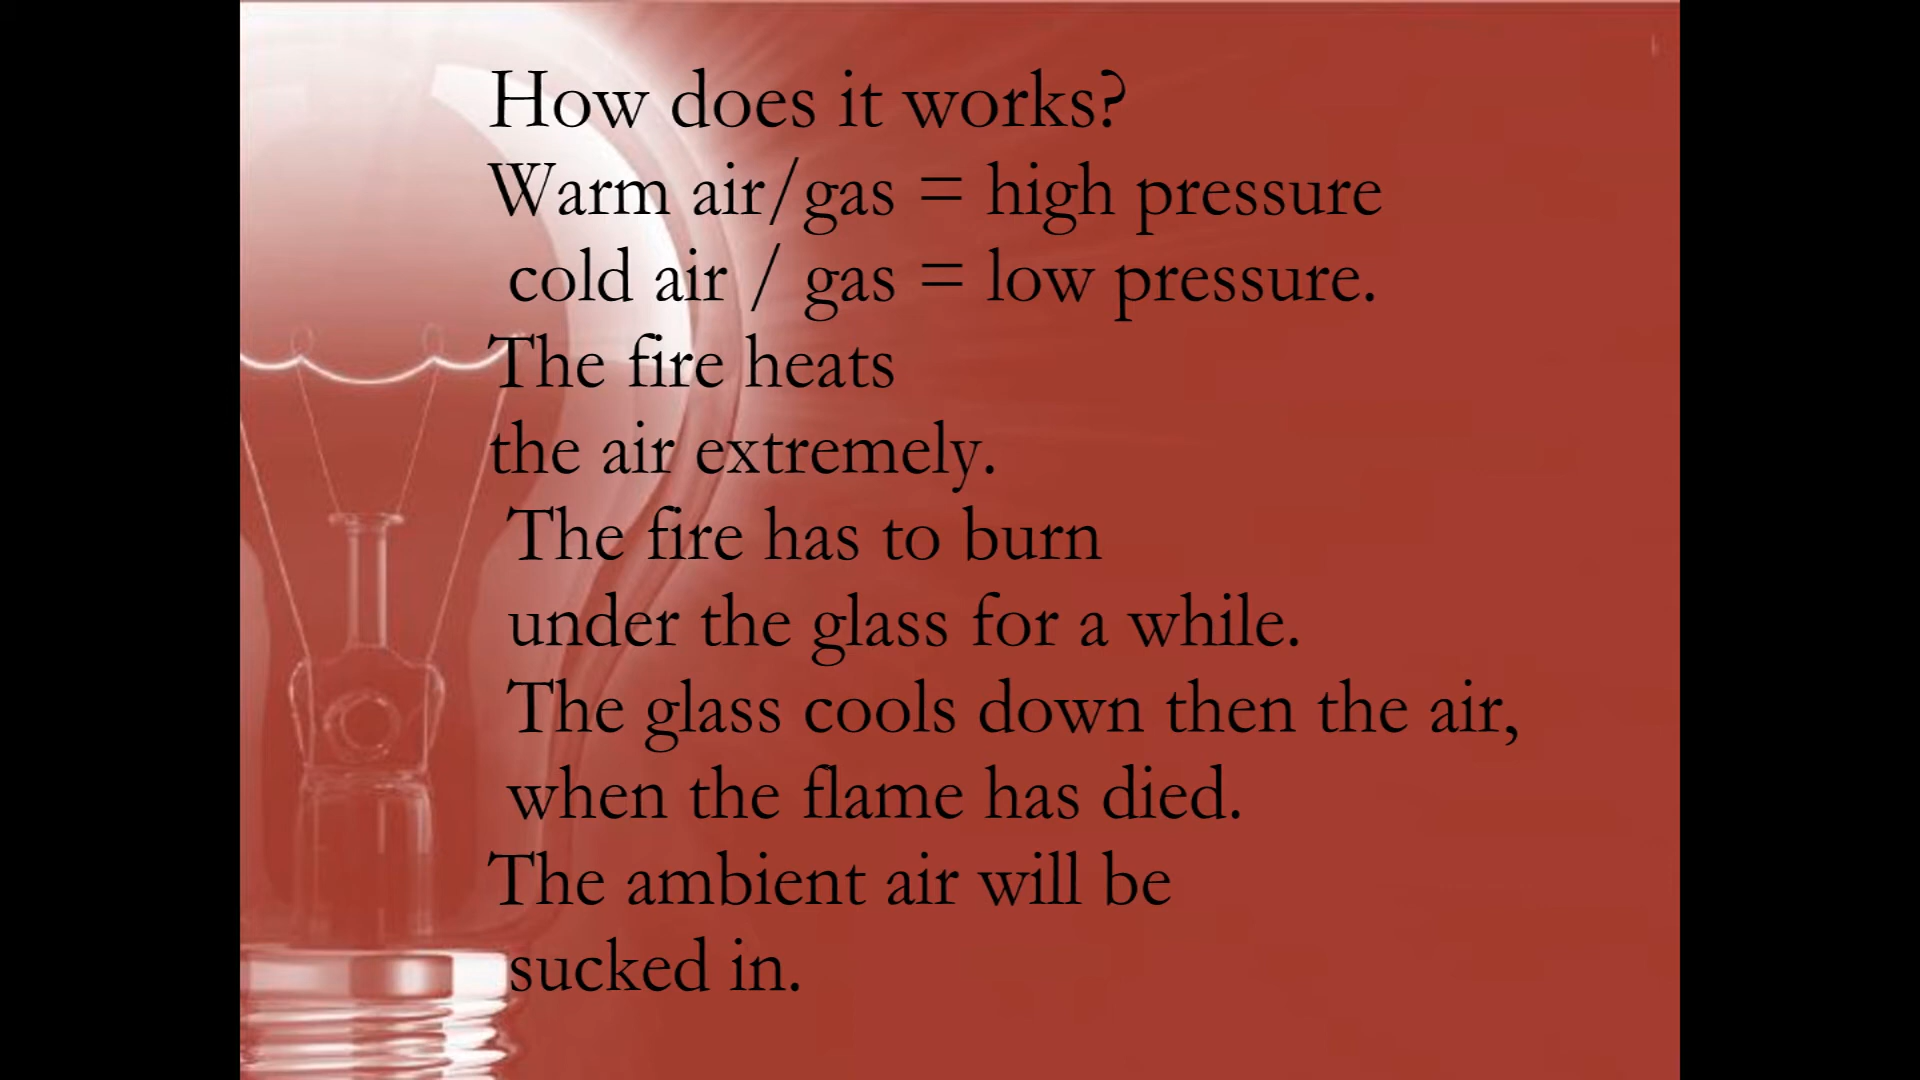 How does it works?
Warm air/gas = high pressure
cold air / gas = low pressure.
The fire heats
the air extremely.
The fire has to burn
under the glass for a while.
The glass cools down then the air,
when the flame has died.
The ambient air will be
sucked in.